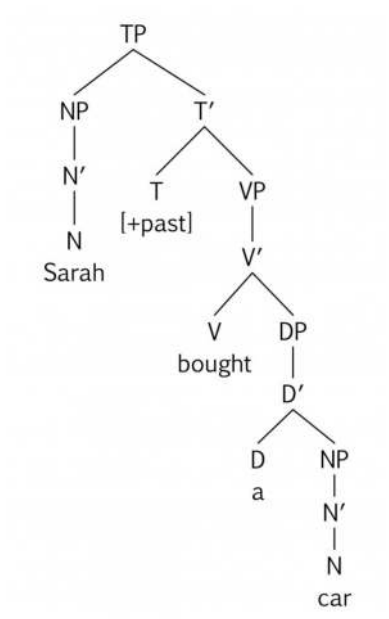 TP
NP T′
N′ T VP
[+past]
N V′
Sarah
V DP
bought
D′
D NP
a
N′
N
car